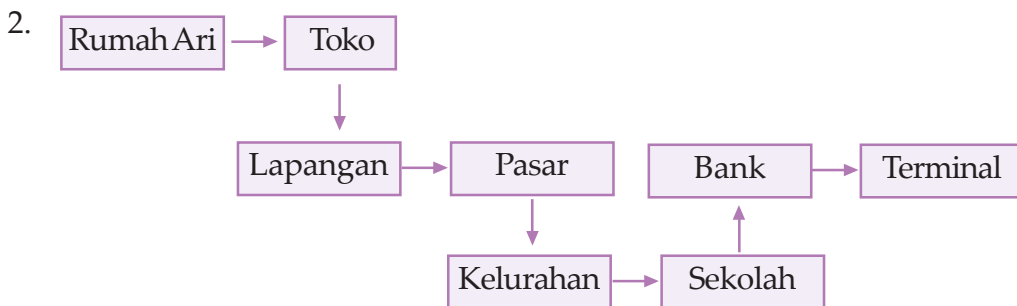 2.
Rumah Ari
Toko
Lapangan
Pasar
Bank
Terminal
Kelurahan
Sekolah